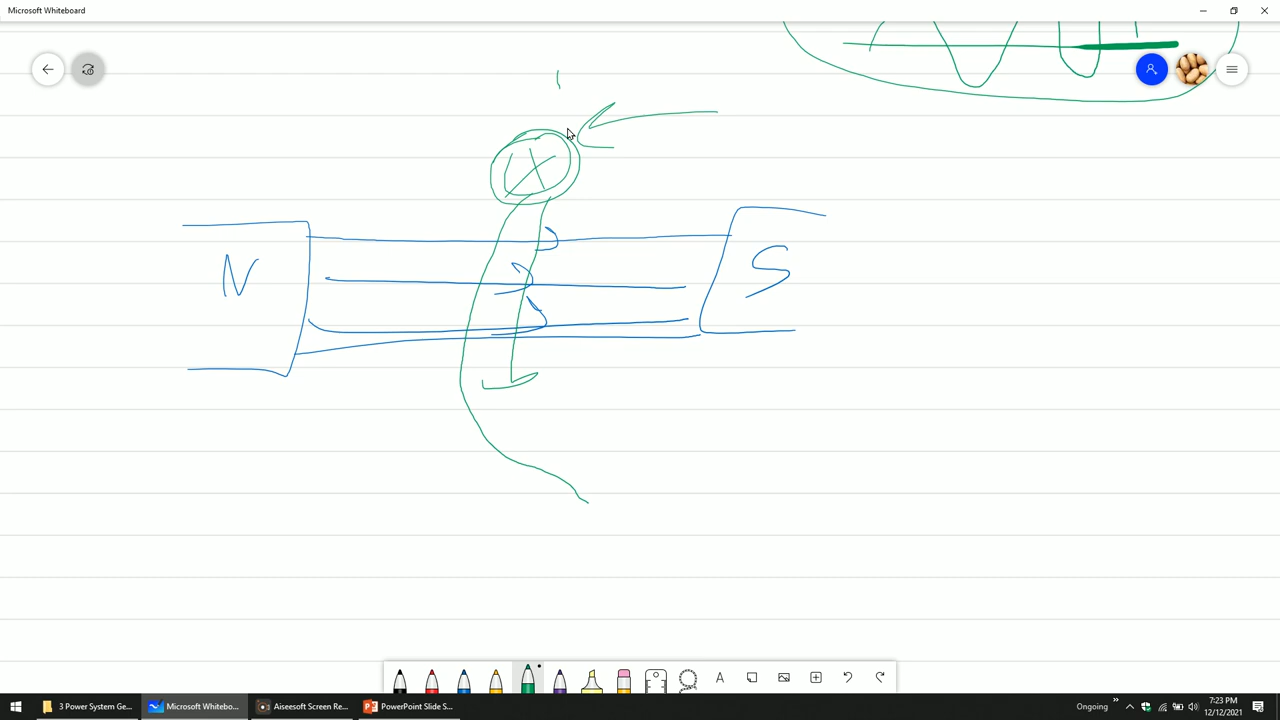 Microsoft Whiteboard
N
S
A
3 Power System Ge...
Microsoft Whitebo...
Aiseesoft Screen Re...
PowerPoint Slide S...
Ongoing
7:23 PM
12/12/2021